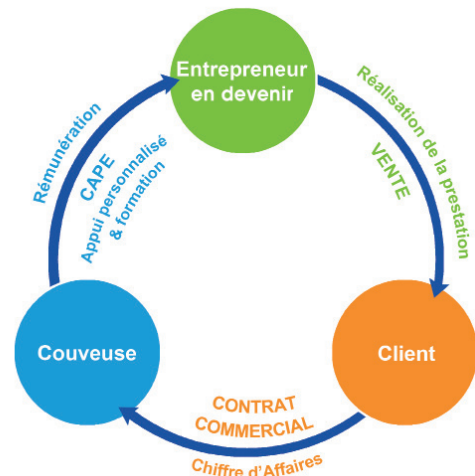 Entrepreneur
en devenir
Réalisation de la prestation
VENTE
Client
CONTRAT
COMMERCIAL
Chiffre d'Affaires
Couveuse
Rémunération
CAPE
Appui personnalisé
& formation